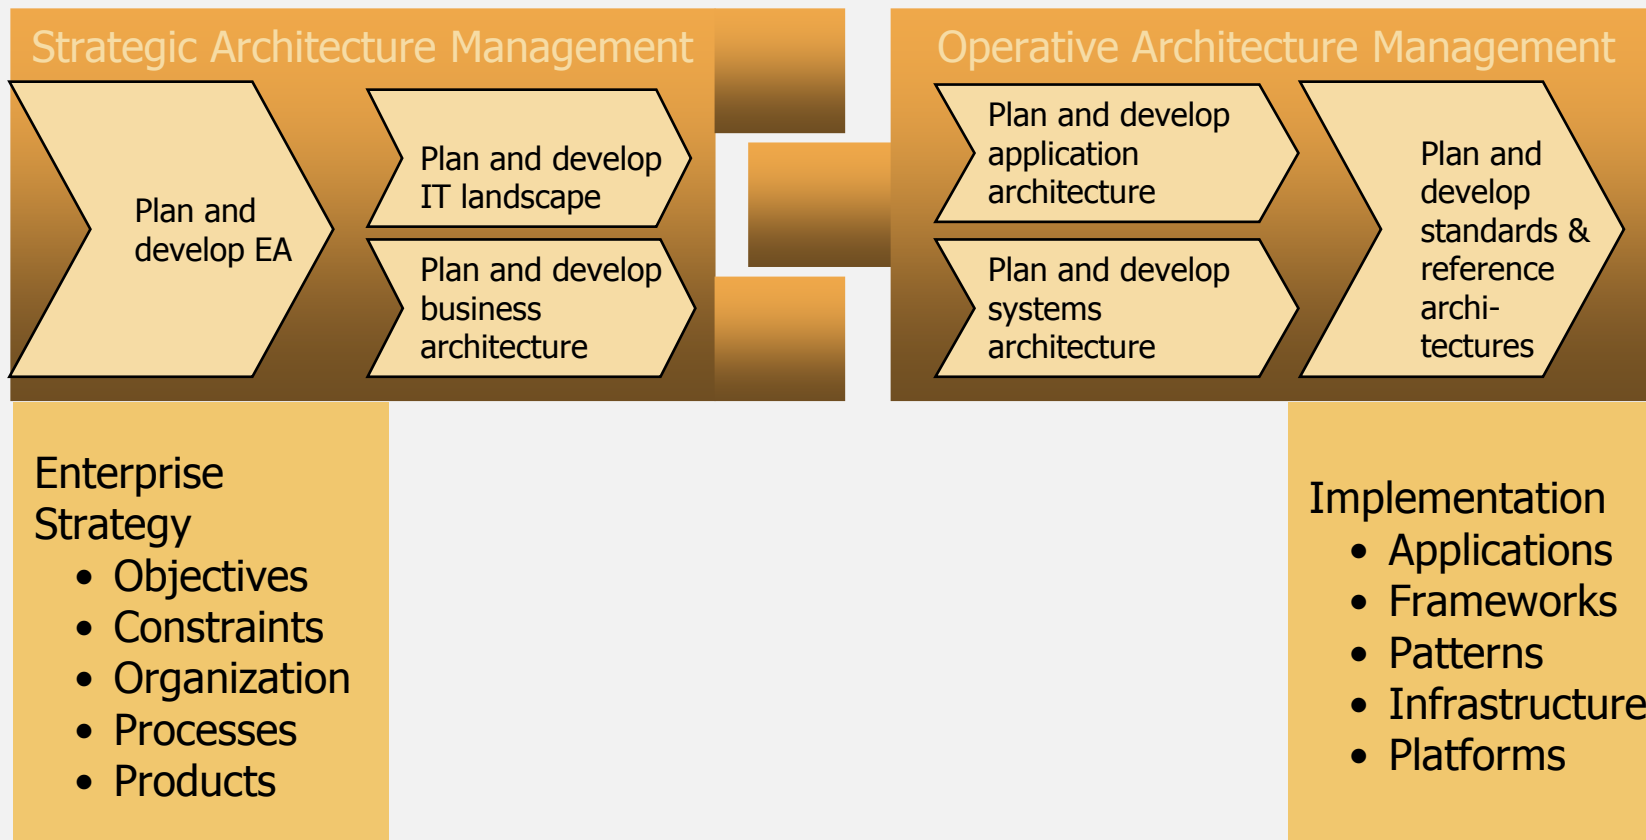 Strategic Architecture Management
Plan and
develop EA
Plan and develop
IT landscape
Plan and develop
business
architecture
Operative Architecture Management
Plan and develop
application
architecture
Plan and develop
systems
architecture
Plan and
develop
standards &
reference
archi-
tectures
Enterprise
Strategy
• Objectives
• Constraints
• Organization
• Processes
• Products
Implementation
• Applications
• Frameworks
• Patterns
• Infrastructure
• Platforms